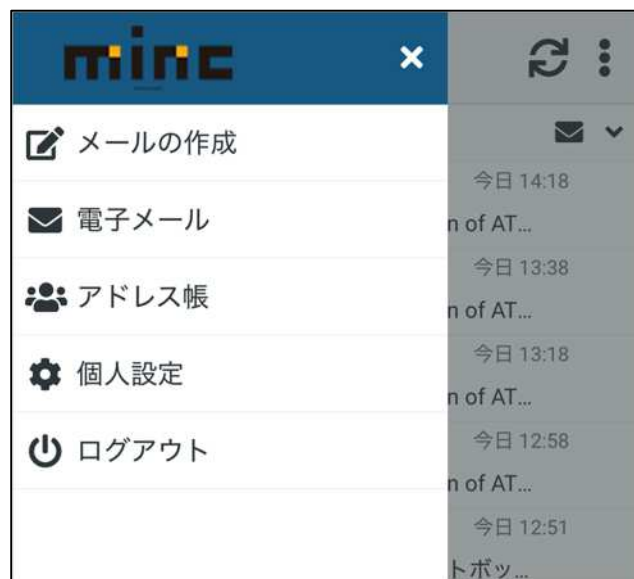 minc
メールの作成
電子メール
アドレス帳
個人設定
ログアウト
今日 14:18
n of AT...
今日 13:38
n of AT...
今日 13:18
n of AT...
今日 12:58
n of AT...
今日 12:51
トボッ...